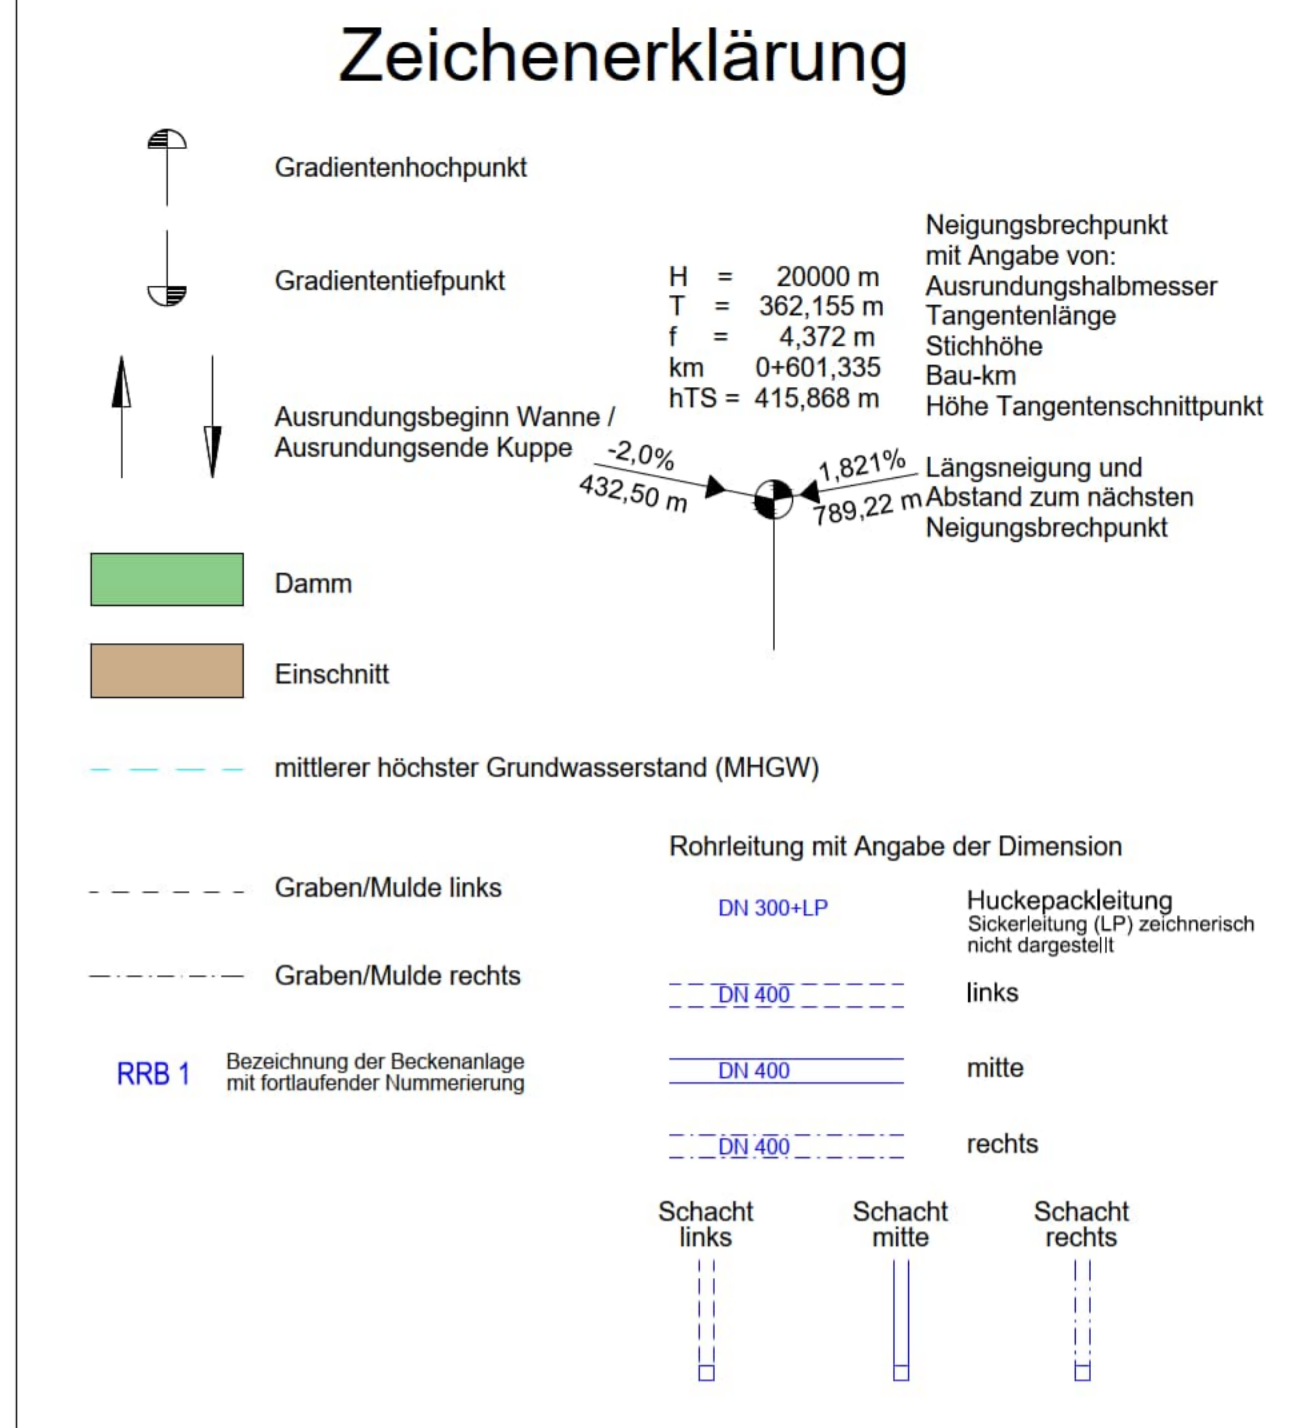 Zeichenerklärung
Gradientenhochpunkt
Gradiententiefpunkt
Ausrundungsbeginn Wanne /
Ausrundungsende Kuppe
H = 20000 m
T = 362,155 m
f = 4,372 m
km 0+601,335
hTS = 415,868 m
Neigungsbrechpunkt
mit Angabe von:
Ausrundungshalbmesser
Tangentenlänge
Stichhöhe
Bau-km
Höhe Tangentenschnittpunkt
-2,0%
432,50 m
1,821%
789,22 m
Längsneigung und
Abstand zum nächsten
Neigungsbrechpunkt
Damm
Einschnitt
mittlerer höchster Grundwasserstand (MHGW)
Graben/Mulde links
Graben/Mulde rechts
RRB 1
Bezeichnung der Beckenanlage
mit fortlaufender Nummerierung
Rohrleitung mit Angabe der Dimension
DN 300+LP
Huckepackleitung
Sickerleitung (LP) zeichnerisch
nicht dargestellt
DN 400
links
DN 400
mitte
DN 400
rechts
Schacht
links
Schacht
mitte
Schacht
rechts